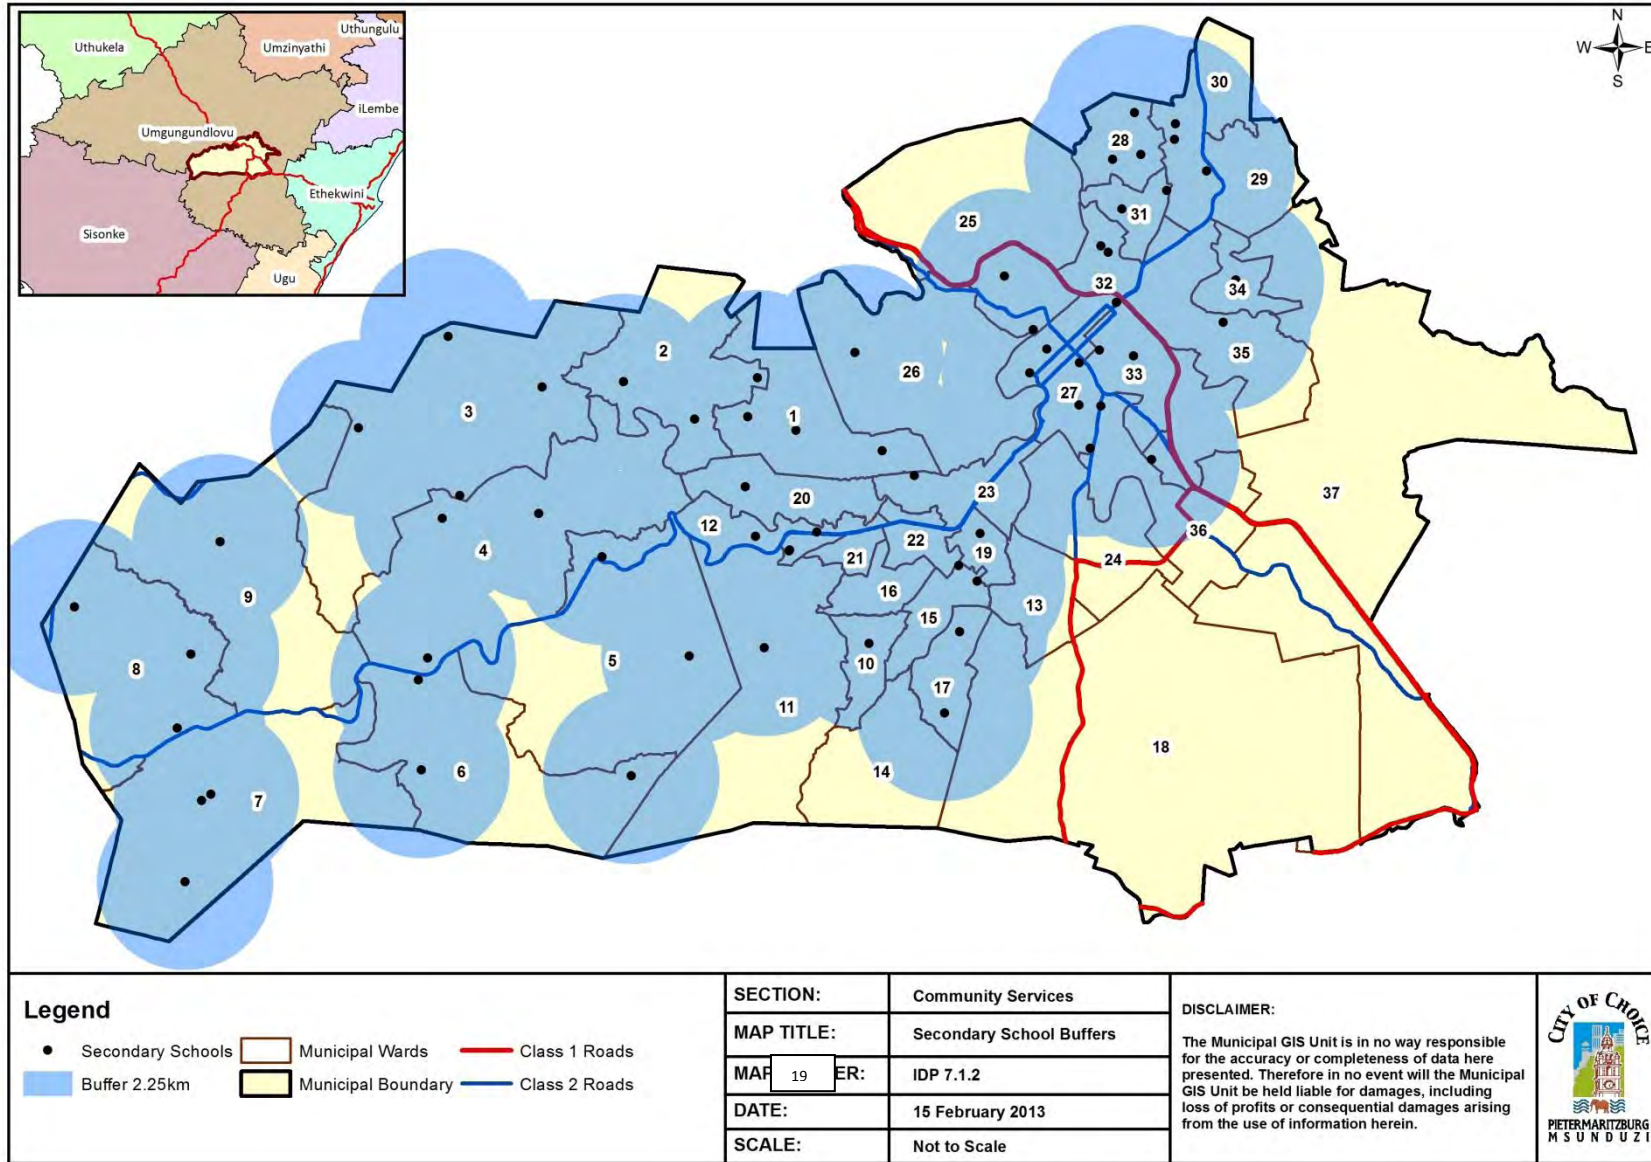 Uthukela
Umzinyathi
Uthungulu
iLembe
Umgungundlovu
Ethekwini
Sisonke
Ugu
N
W E
S
30
28
29
31
25
34
32
2
35
26
33
3
27
1
37
20
23
12
36
4
22
19
21
24
9
16
13
15
5
8
10
17
11
18
6
14
7
Legend
Secondary Schools
Municipal Wards
Class 1 Roads
Buffer 2.25km
Municipal Boundary
Class 2 Roads
SECTION: Community Services
MAP TITLE: Secondary School Buffers
MAP 19 ER: IDP 7.1.2
DATE: 15 February 2013
SCALE: Not to Scale
DISCLAIMER:
The Municipal GIS Unit is in no way responsible
for the accuracy or completeness of data here
presented. Therefore in no event will the Municipal
GIS Unit be held liable for damages, including
loss of profits or consequential damages arising
from the use of information herein.
CITY OF CHOICE
PIETERMARITZBURG
MSUNDUZI